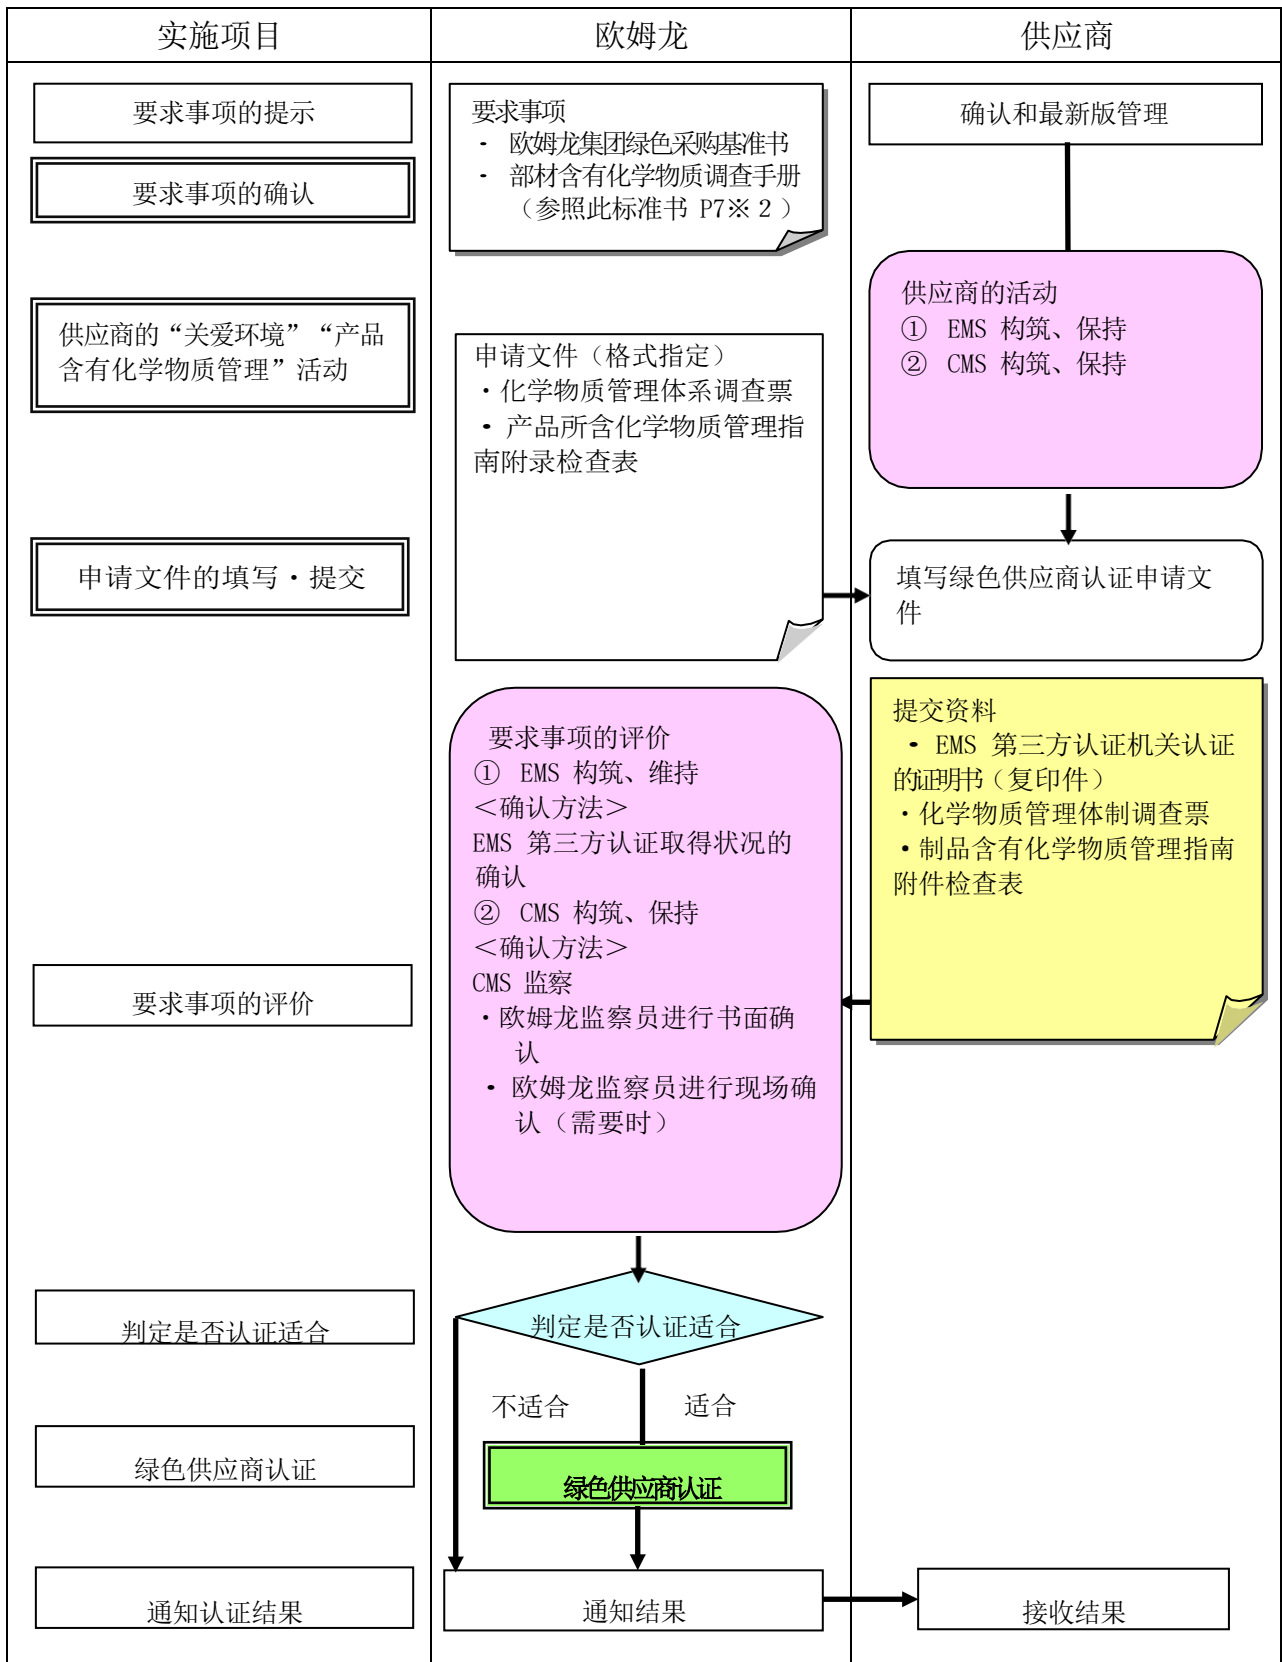 实施项目
欧姆龙
供应商
要求事项的提示
要求事项
· 欧姆龙集团绿色采购基准书
· 部材含有化学物质调查手册
（参照此标准书 P7※２）
确认和最新版管理
要求事项的确认
供应商的“关爱环境”“产品
含有化学物质管理”活动
申请文件（格式指定）
·化学物质管理体系调查票
• 产品所含化学物质管理指
南附录检查表
供应商的活动
① EMS 构筑、保持
② CMS 构筑、保持
申请文件的填写·提交
填写绿色供应商认证申请文
件
要求事项的评价
① EMS 构筑、维持
＜确认方法＞
EMS 第三方认证取得状况的
确认
② CMS 构筑、保持
＜确认方法＞
CMS 监察
·欧姆龙监察员进行书面确
认
• 欧姆龙监察员进行现场确
认（需要时）
提交资料
• EMS 第三方认证机关认证
的证明书（复印件）
·化学物质管理体制调查票
•制品含有化学物质管理指南
附件检查表
要求事项的评价
判定是否认证适合
判定是否认证适合
不适合
适合
绿色供应商认证
绿色供应商认证
通知认证结果
通知结果
接收结果